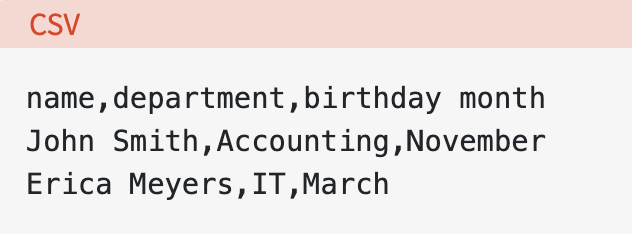 CSV
name,department,birthday month
John Smith,Accounting,November
Erica Meyers,IT,March